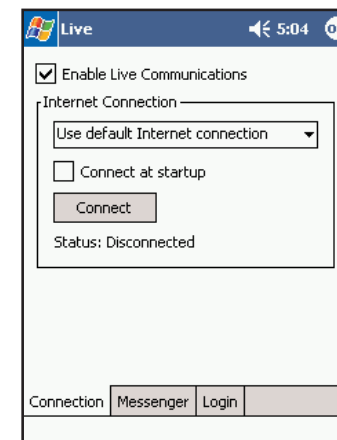 Live 5:04
Enable Live Communications
Internet Connection
Use default Internet connection
Connect at startup
Connect
Status: Disconnected
Connection Messenger Login